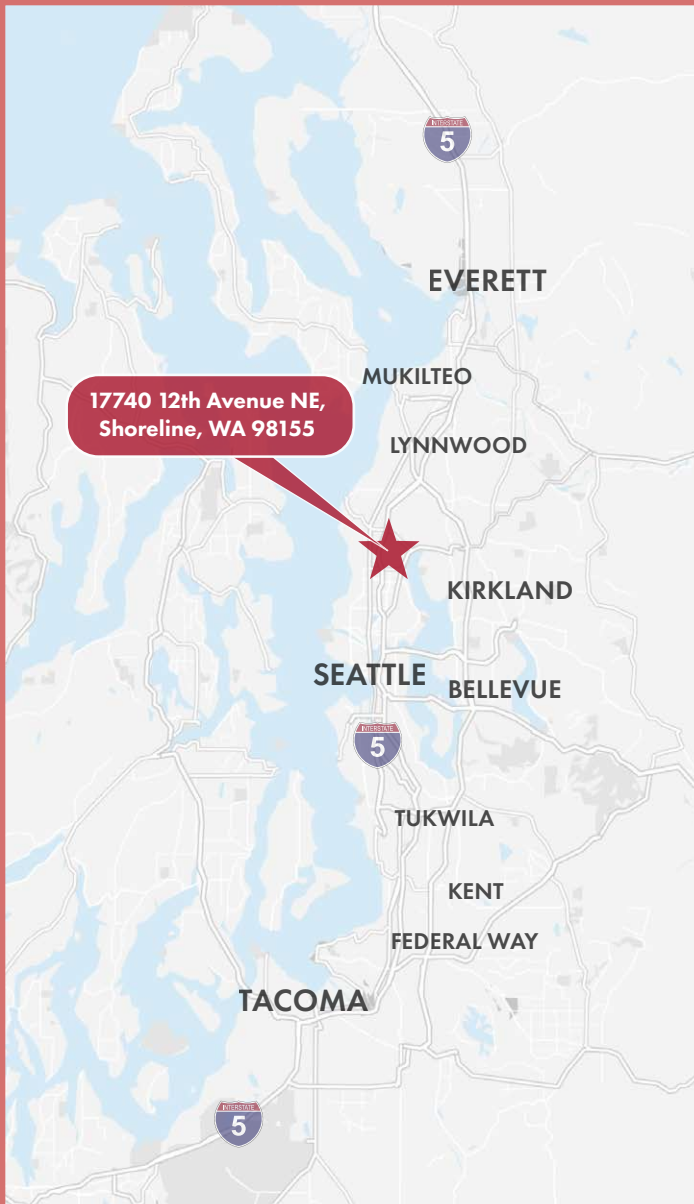 INTERSTATE
5
EVERETT
MUKILTEO
17740 12th Avenue NE,
Shoreline, WA 98155
LYNNWOOD
KIRKLAND
SEATTLE
BELLEVUE
INTERSTATE
5
TUKWILA
KENT
FEDERAL WAY
TACOMA
INTERSTATE
5